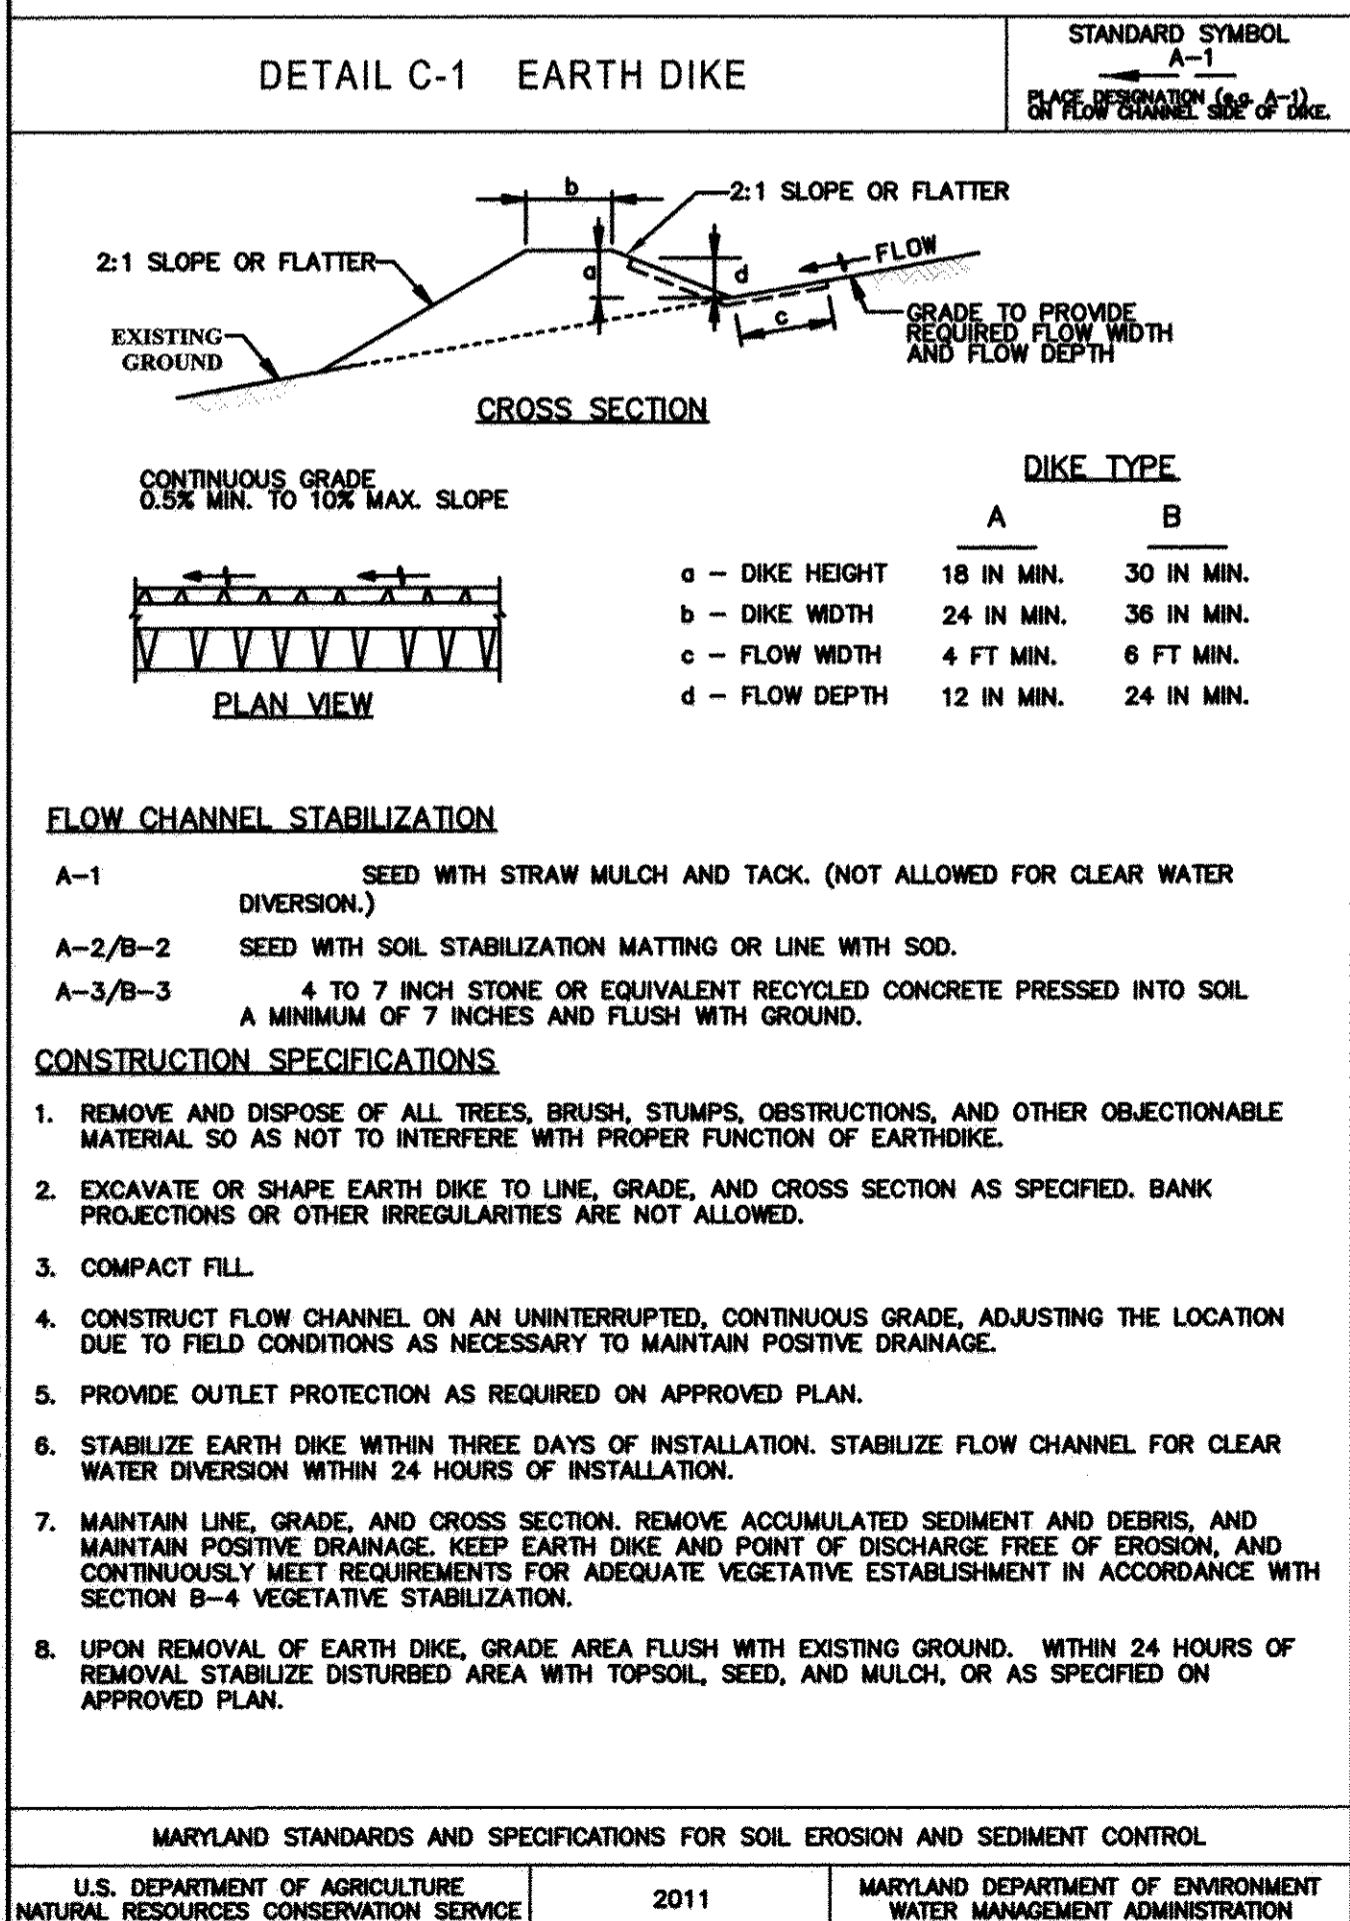 DETAIL C-1 EARTH DIKE
STANDARD SYMBOL
A-1
PLACE DESIGNATION (e.g. A-1)
ON FLOW CHANNEL SIDE OF DIKE.
b
2:1 SLOPE OR FLATTER
2:1 SLOPE OR FLATTER
a
d
FLOW
c
EXISTING
GROUND
GRADE TO PROVIDE
REQUIRED FLOW WIDTH
AND FLOW DEPTH
CROSS SECTION
CONTINUOUS GRADE
0.5% MIN. TO 10% MAX. SLOPE
PLAN VIEW
DIKE TYPE
A B
a - DIKE HEIGHT 18 IN MIN. 30 IN MIN.
b - DIKE WIDTH 24 IN MIN. 36 IN MIN.
c - FLOW WIDTH 4 FT MIN. 6 FT MIN.
d - FLOW DEPTH 12 IN MIN. 24 IN MIN.
FLOW CHANNEL STABILIZATION
A-1 SEED WITH STRAW MULCH AND TACK. (NOT ALLOWED FOR CLEAR WATER
DIVERSION.)
A-2/B-2 SEED WITH SOIL STABILIZATION MATTING OR LINE WITH SOD.
A-3/B-3 4 TO 7 INCH STONE OR EQUIVALENT RECYCLED CONCRETE PRESSED INTO SOIL
A MINIMUM OF 7 INCHES AND FLUSH WITH GROUND.
CONSTRUCTION SPECIFICATIONS
1. REMOVE AND DISPOSE OF ALL TREES, BRUSH, STUMPS, OBSTRUCTIONS, AND OTHER OBJECTIONABLE
MATERIAL SO AS NOT TO INTERFERE WITH PROPER FUNCTION OF EARTHDIKE.
2. EXCAVATE OR SHAPE EARTH DIKE TO LINE, GRADE, AND CROSS SECTION AS SPECIFIED. BANK
PROJECTIONS OR OTHER IRREGULARITIES ARE NOT ALLOWED.
3. COMPACT FILL.
4. CONSTRUCT FLOW CHANNEL ON AN UNINTERRUPTED, CONTINUOUS GRADE, ADJUSTING THE LOCATION
DUE TO FIELD CONDITIONS AS NECESSARY TO MAINTAIN POSITIVE DRAINAGE.
5. PROVIDE OUTLET PROTECTION AS REQUIRED ON APPROVED PLAN.
6. STABILIZE EARTH DIKE WITHIN THREE DAYS OF INSTALLATION. STABILIZE FLOW CHANNEL FOR CLEAR
WATER DIVERSION WITHIN 24 HOURS OF INSTALLATION.
7. MAINTAIN LINE, GRADE, AND CROSS SECTION. REMOVE ACCUMULATED SEDIMENT AND DEBRIS, AND
MAINTAIN POSITIVE DRAINAGE. KEEP EARTH DIKE AND POINT OF DISCHARGE FREE OF EROSION, AND
CONTINUOUSLY MEET REQUIREMENTS FOR ADEQUATE VEGETATIVE ESTABLISHMENT IN ACCORDANCE WITH
SECTION B-4 VEGETATIVE STABILIZATION.
8. UPON REMOVAL OF EARTH DIKE, GRADE AREA FLUSH WITH EXISTING GROUND. WITHIN 24 HOURS OF
REMOVAL STABILIZE DISTURBED AREA WITH TOPSOIL, SEED, AND MULCH, OR AS SPECIFIED ON
APPROVED PLAN.
MARYLAND STANDARDS AND SPECIFICATIONS FOR SOIL EROSION AND SEDIMENT CONTROL
U.S. DEPARTMENT OF AGRICULTURE
NATURAL RESOURCES CONSERVATION SERVICE
2011
MARYLAND DEPARTMENT OF ENVIRONMENT
WATER MANAGEMENT ADMINISTRATION